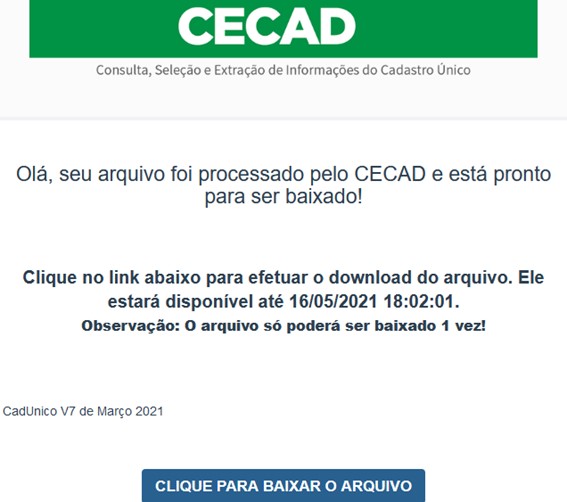 CECAD
Consulta, Seleção e Extração de Informações do Cadastro Único
Olá, seu arquivo foi processado pelo CECAD e está pronto
para ser baixado!
Clique no link abaixo para efetuar o download do arquivo. Ele
estará disponível até 16/05/2021 18:02:01.
Observação: O arquivo só poderá ser baixado 1 vez!
CadUnico V7 de Março 2021
CLIQUE PARA BAIXAR O ARQUIVO